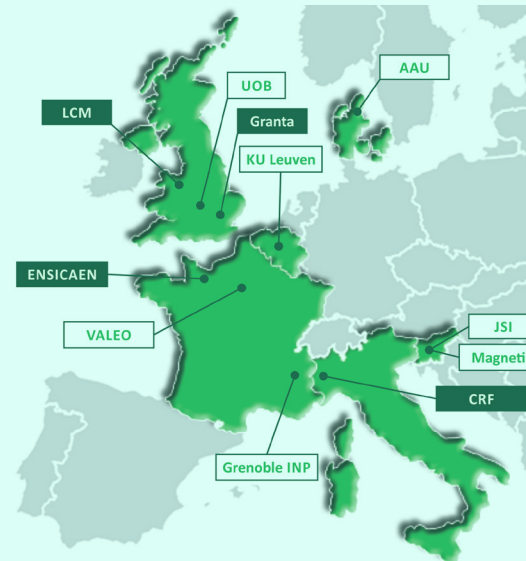 AAU
UOB
LCM
Granta
KU Leuven
ENSICAEN
VALEO
JSI
Magneti
CRF
Grenoble INP